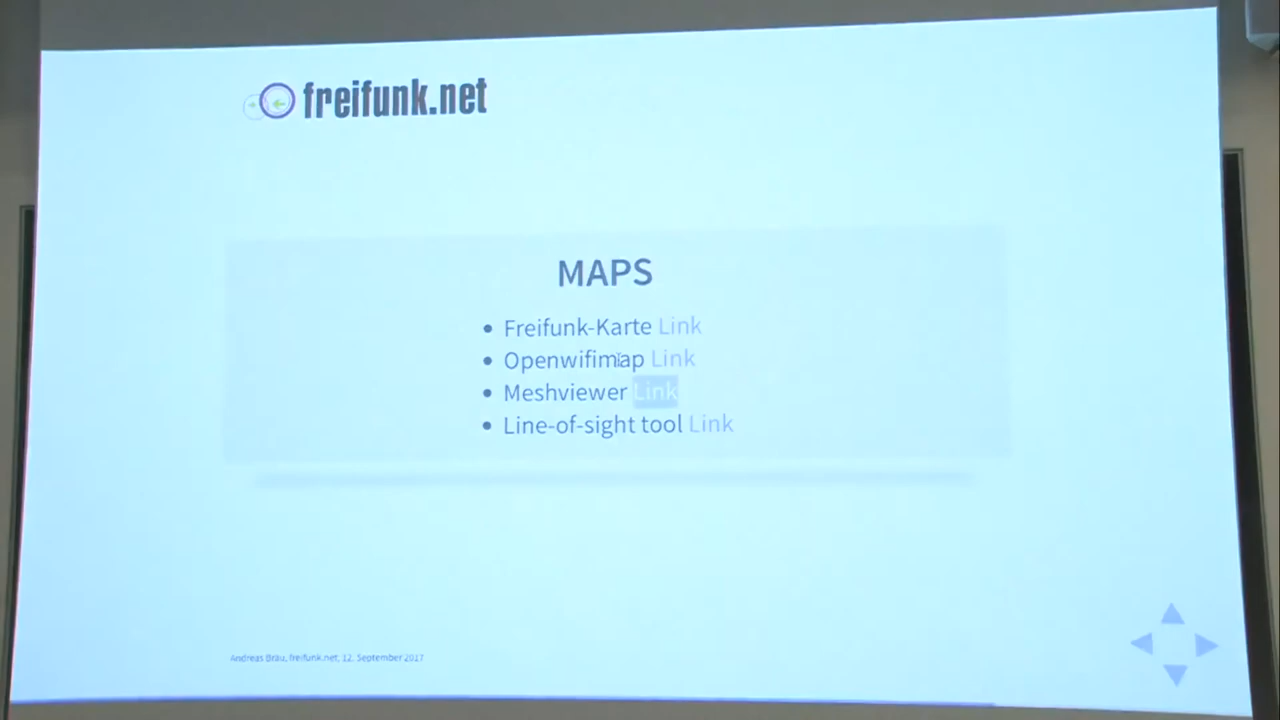 freifunk.net
MAPS
Freifunk-Karte Link
Openwifimap Link
Meshviewer Link
Line-of-sight tool Link
Andreas Bräu, freifunk.net, 12. September 2017